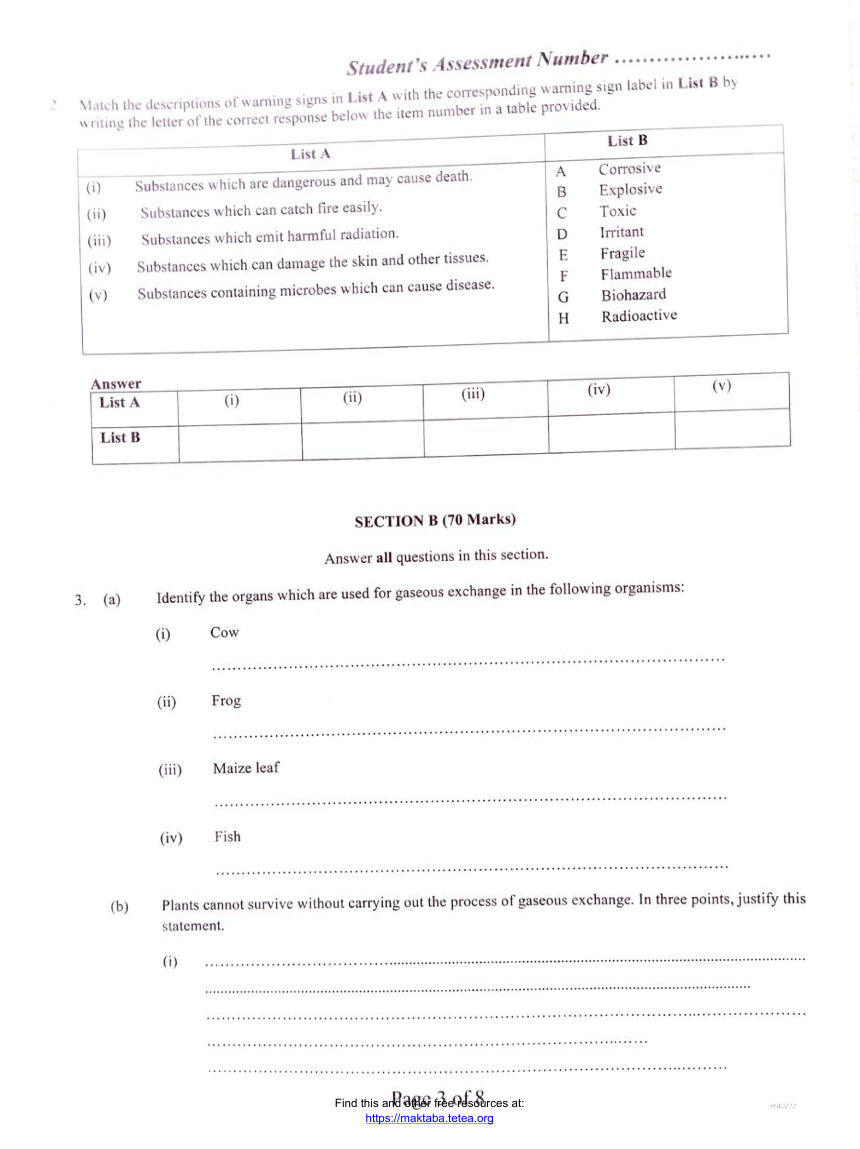 Student's Assessment Number ........................
2 Match the descriptions of warning signs in List A with the corresponding warning sign label in List B by
writing the letter of the correct response below the item number in a table provided.
List A
List B
(i) Substances which are dangerous and may cause death.
(ii) Substances which can catch fire easily.
(iii) Substances which emit harmful radiation.
(iv) Substances which can damage the skin and other tissues.
(v) Substances containing microbes which can cause disease.
A Corrosive
B Explosive
C Toxic
D Irritant
E Fragile
F Flammable
G Biohazard
H Radioactive
Answer
List A (i) (ii) (iii) (iv) (v)
List B
SECTION B (70 Marks)
Answer all questions in this section.
3. (a) Identify the organs which are used for gaseous exchange in the following organisms:
(i) Cow
(ii) Frog
(iii) Maize leaf
(iv) Fish
(b) Plants cannot survive without carrying out the process of gaseous exchange. In three points, justify this
statement.
(i)
Page 3 of 8
Find this and other free resources at:
https://maktaba.tetea.org